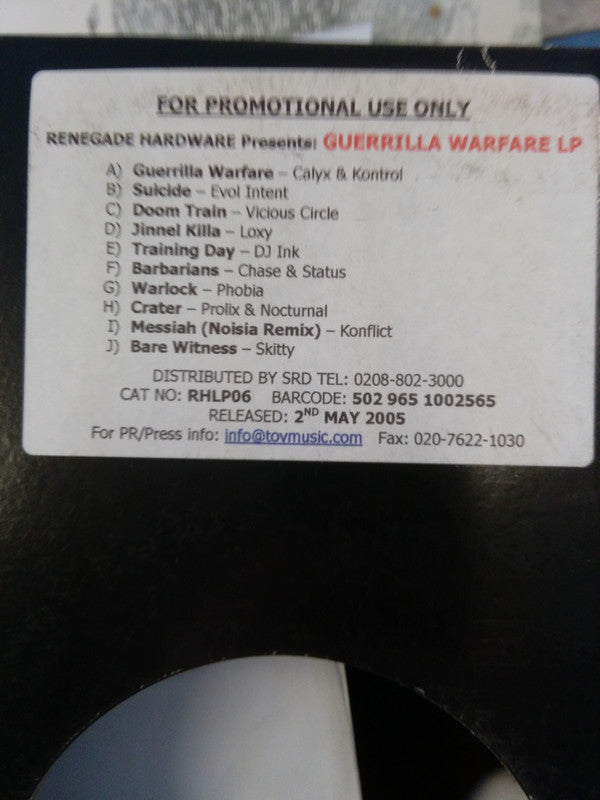 FOR PROMOTIONAL USE ONLY
RENEGADE HARDWARE Presents: GUERRILLA WARFARE LP
A) Guerrilla Warfare – Calyx & Kontrol
B) Suicide – Evol Intent
C) Doom Train – Vicious Circle
D) Jinnel Killa – Loxy
E) Training Day – DJ Ink
F) Barbarians – Chase & Status
G) Warlock – Phobia
H) Crater – Prolix & Nocturnal
I) Messiah (Noisia Remix) – Konflict
J) Bare Witness – Skitty
DISTRIBUTED BY SRD TEL: 0208-802-3000
CAT NO: RHLP06 BARCODE: 502 965 1002565
RELEASED: 2ND MAY 2005
For PR/Press info: info@tovmusic.com Fax: 020-7622-1030